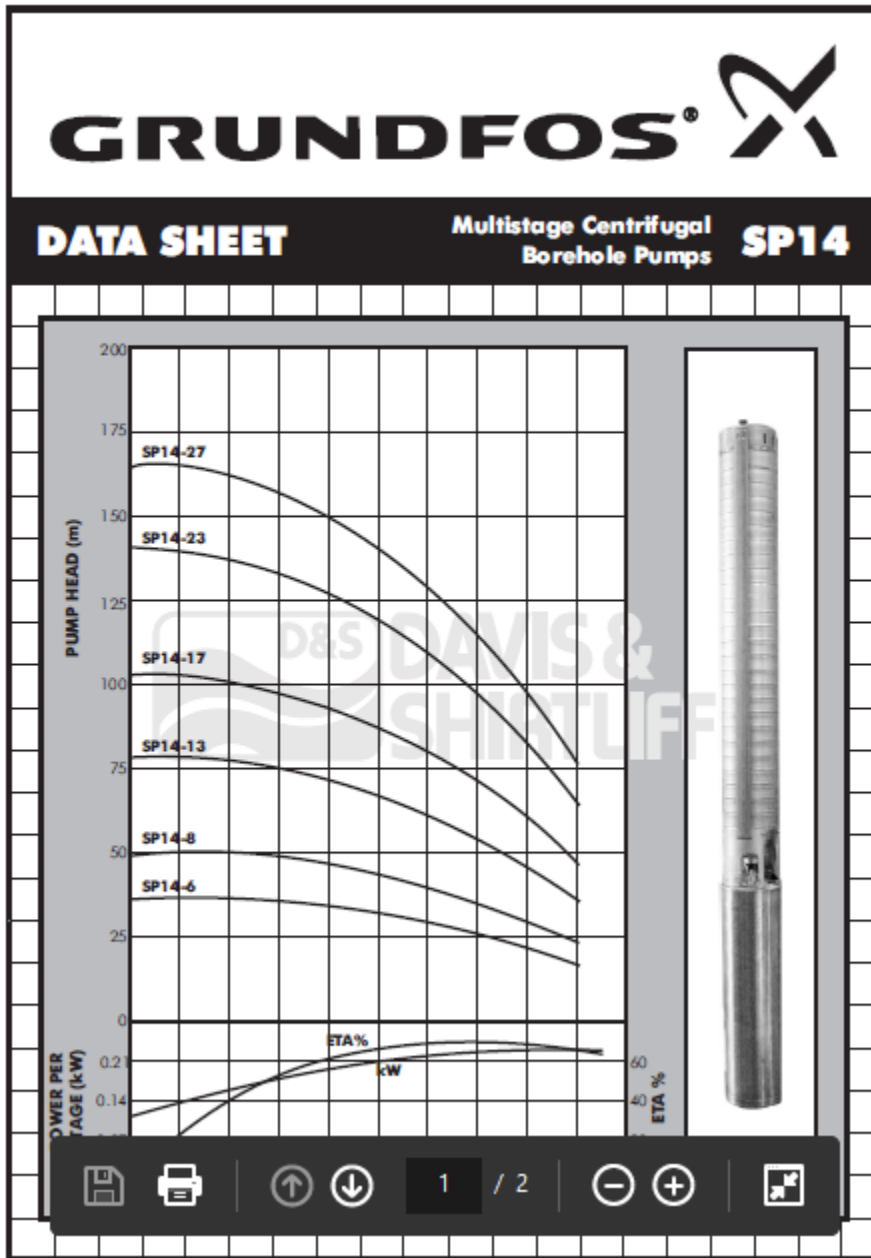 GRUNDFOS®
DATA SHEET
Multistage Centrifugal
Borehole Pumps
SP14
200
175
SP14-27
150
SP14-23
PUMP HEAD (m)
125
D&S DAVIS &
SHIRTLIFF
SP14-17
100
SP14-13
75
SP14-8
50
SP14-6
25
0
ETA%
kW
0.21
60
0.14
40
ETA %
1 / 2